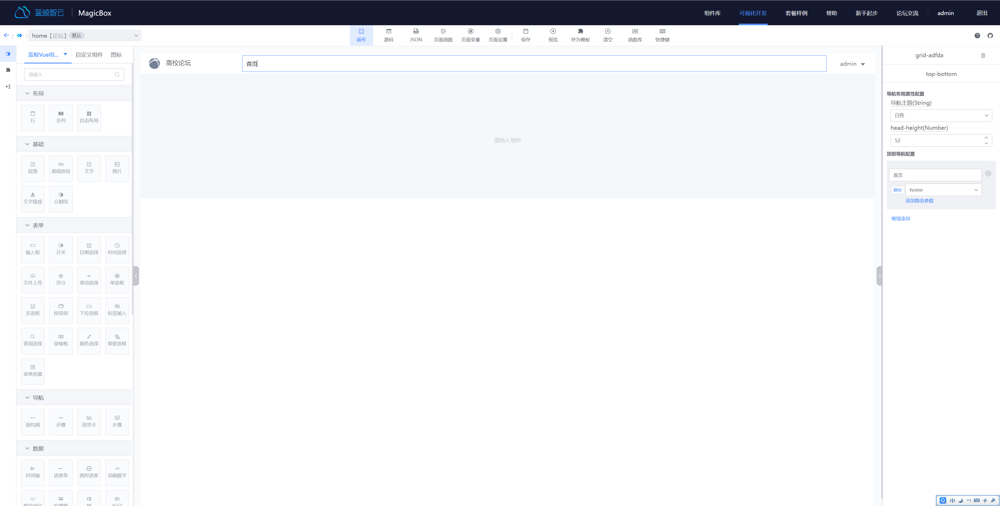 蓝鲸智云 MagicBox 组件库 可视化开发 套餐样例 帮助 新手起步 论坛交流 admin 退出
home【论坛】 默认 画布 源码 JSON 页面函数 页面变量 页面设置 保存 预览 存为模板 清空 函数库 快捷键
蓝鲸Vue组... 自定义组件 图标
请输入
布局
行 多列 自由布局
基础
段落 基础按钮 文字 图片
文字链接 分割线
表单
输入框 开关 日期选择 时间选择
文件上传 评分 滑动选择 单选框
多选框 按钮组 下拉选框 标签输入
查询选择 穿梭框 颜色选择 级联选框
表单容器
导航
面包屑 步骤 选项卡 步骤
数据
时间轴 进度条 圆形进度 动画数字
差异对比 轮播图 树 标记
高校论坛 首页 admin
请拖入组件
grid-adfda
top-bottom
导航布局属性配置
导航主题(String)
白色
head-height(Number)
52
顶部导航配置
首页
路由 home
添加路由参数
继续添加
中